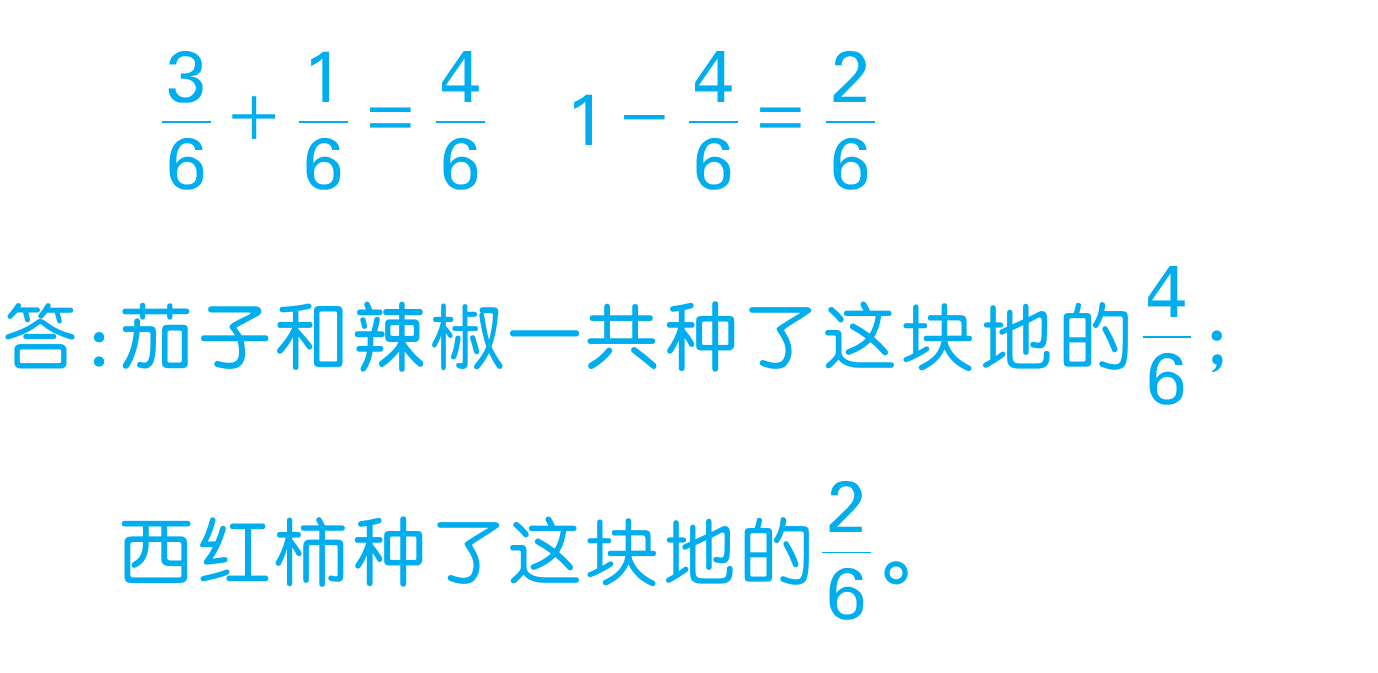 3/6 + 1/6 = 4/6  1 − 4/6 = 2/6
答:茄子和辣椒一共种了这块地的4/6;
西红柿种了这块地的2/6。